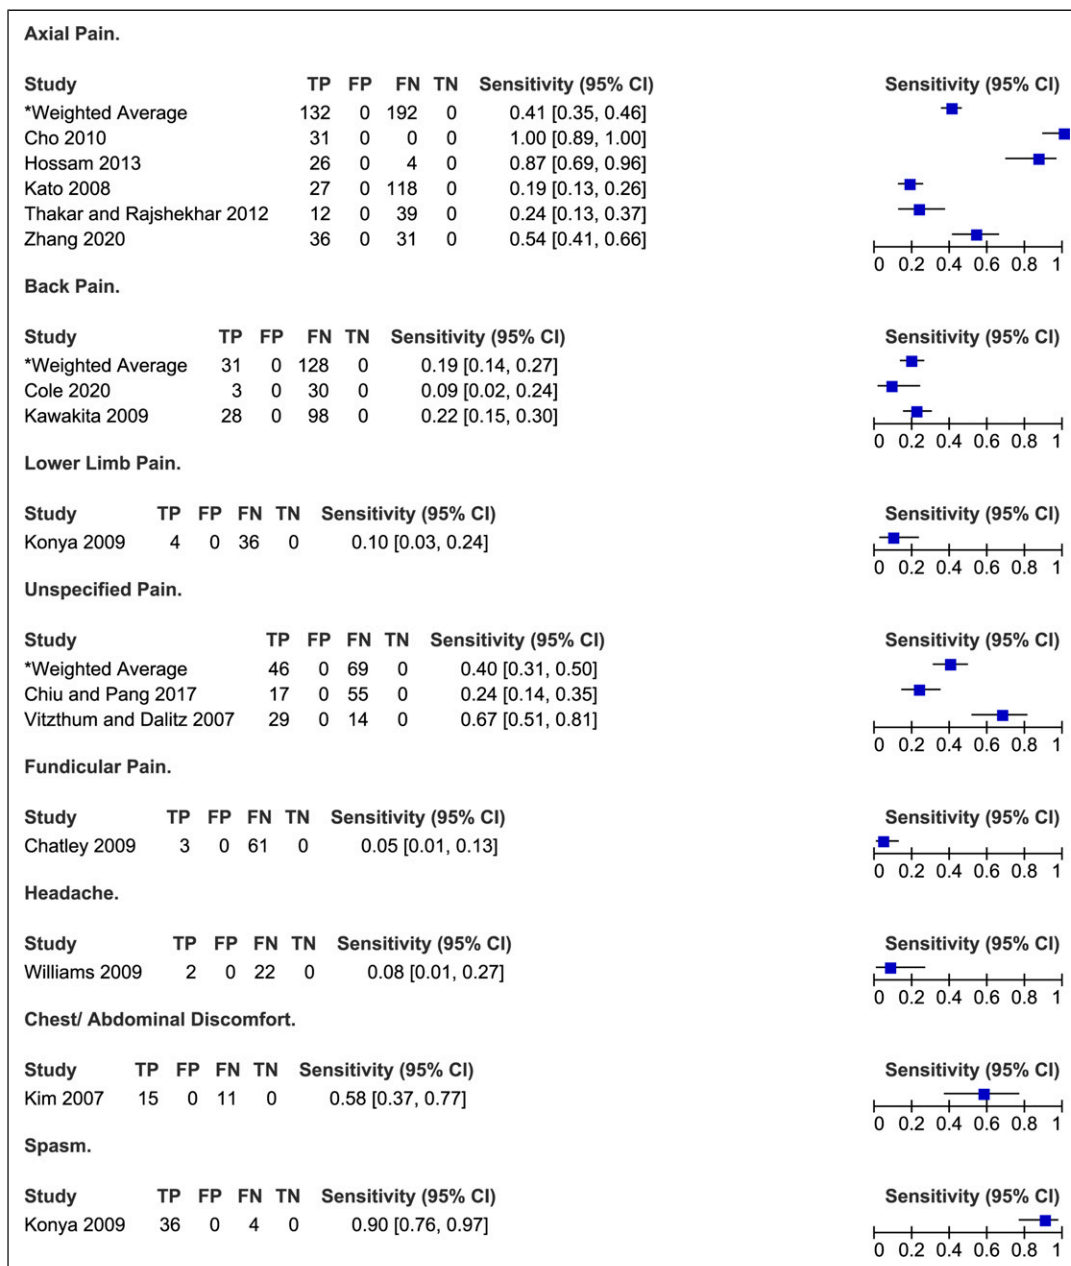 Axial Pain.
Study TP FP FN TN Sensitivity (95% CI) Sensitivity (95% CI)
*Weighted Average 132 0 192 0 0.41 [0.35, 0.46]
Cho 2010 31 0 0 0 1.00 [0.89, 1.00]
Hossam 2013 26 0 4 0 0.87 [0.69, 0.96]
Kato 2008 27 0 118 0 0.19 [0.13, 0.26]
Thakar and Rajshekhar 2012 12 0 39 0 0.24 [0.13, 0.37]
Zhang 2020 36 0 31 0 0.54 [0.41, 0.66]
0 0.2 0.4 0.6 0.8 1
Back Pain.
Study TP FP FN TN Sensitivity (95% CI) Sensitivity (95% CI)
*Weighted Average 31 0 128 0 0.19 [0.14, 0.27]
Cole 2020 3 0 30 0 0.09 [0.02, 0.24]
Kawakita 2009 28 0 98 0 0.22 [0.15, 0.30]
0 0.2 0.4 0.6 0.8 1
Lower Limb Pain.
Study TP FP FN TN Sensitivity (95% CI) Sensitivity (95% CI)
Konya 2009 4 0 36 0 0.10 [0.03, 0.24]
0 0.2 0.4 0.6 0.8 1
Unspecified Pain.
Study TP FP FN TN Sensitivity (95% CI) Sensitivity (95% CI)
*Weighted Average 46 0 69 0 0.40 [0.31, 0.50]
Chiu and Pang 2017 17 0 55 0 0.24 [0.14, 0.35]
Vitzthum and Dalitz 2007 29 0 14 0 0.67 [0.51, 0.81]
0 0.2 0.4 0.6 0.8 1
Fundicular Pain.
Study TP FP FN TN Sensitivity (95% CI) Sensitivity (95% CI)
Chatley 2009 3 0 61 0 0.05 [0.01, 0.13]
0 0.2 0.4 0.6 0.8 1
Headache.
Study TP FP FN TN Sensitivity (95% CI) Sensitivity (95% CI)
Williams 2009 2 0 22 0 0.08 [0.01, 0.27]
0 0.2 0.4 0.6 0.8 1
Chest/ Abdominal Discomfort.
Study TP FP FN TN Sensitivity (95% CI) Sensitivity (95% CI)
Kim 2007 15 0 11 0 0.58 [0.37, 0.77]
0 0.2 0.4 0.6 0.8 1
Spasm.
Study TP FP FN TN Sensitivity (95% CI) Sensitivity (95% CI)
Konya 2009 36 0 4 0 0.90 [0.76, 0.97]
0 0.2 0.4 0.6 0.8 1